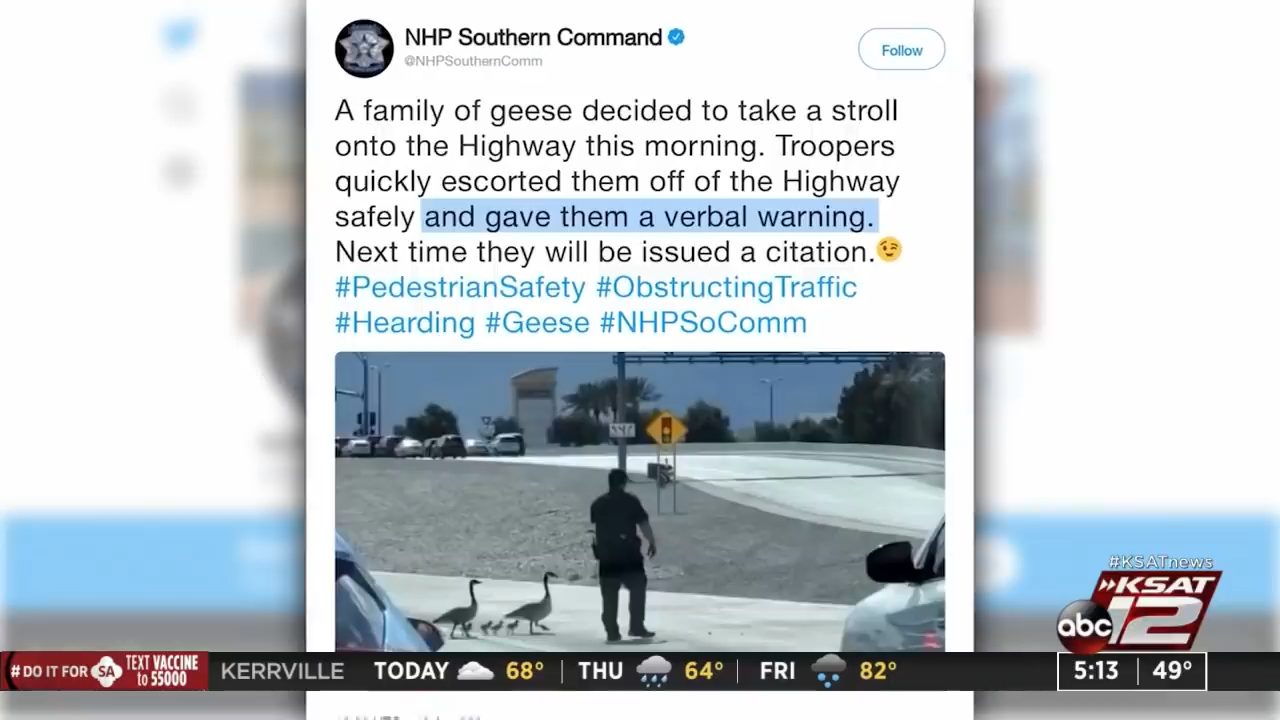 NHP Southern Command
@NHPSouthernComm
Follow
A family of geese decided to take a stroll
onto the Highway this morning. Troopers
quickly escorted them off of the Highway
safely and gave them a verbal warning.
Next time they will be issued a citation.😉
#PedestrianSafety #ObstructingTraffic
#Hearding #Geese #NHPSoComm
#KSATnews
KSAT
abc 12
#DO IT FOR SA TEXT VACCINE
to 55000
KERRVILLE TODAY 68° THU 64° FRI 82°
5:13 49°